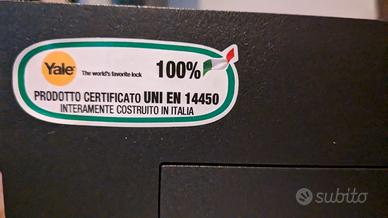 Yale
The world's favorite lock
100%
PRODOTTO CERTIFICATO UNI EN 14450
INTERAMENTE COSTRUITO IN ITALIA
subito